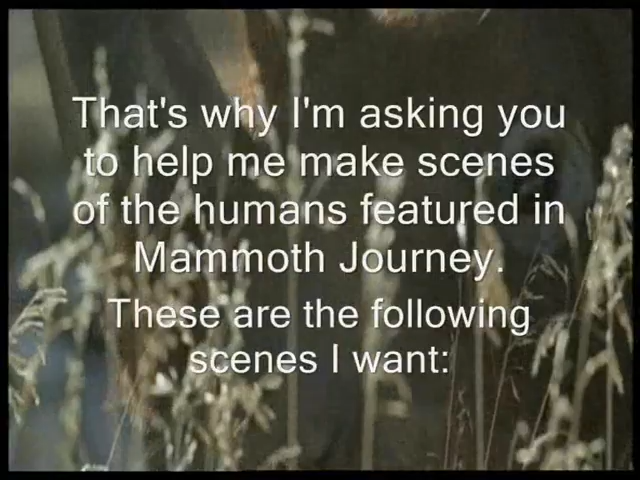 That's why I'm asking you
to help me make scenes
of the humans featured in
Mammoth Journey.
These are the following
scenes I want: